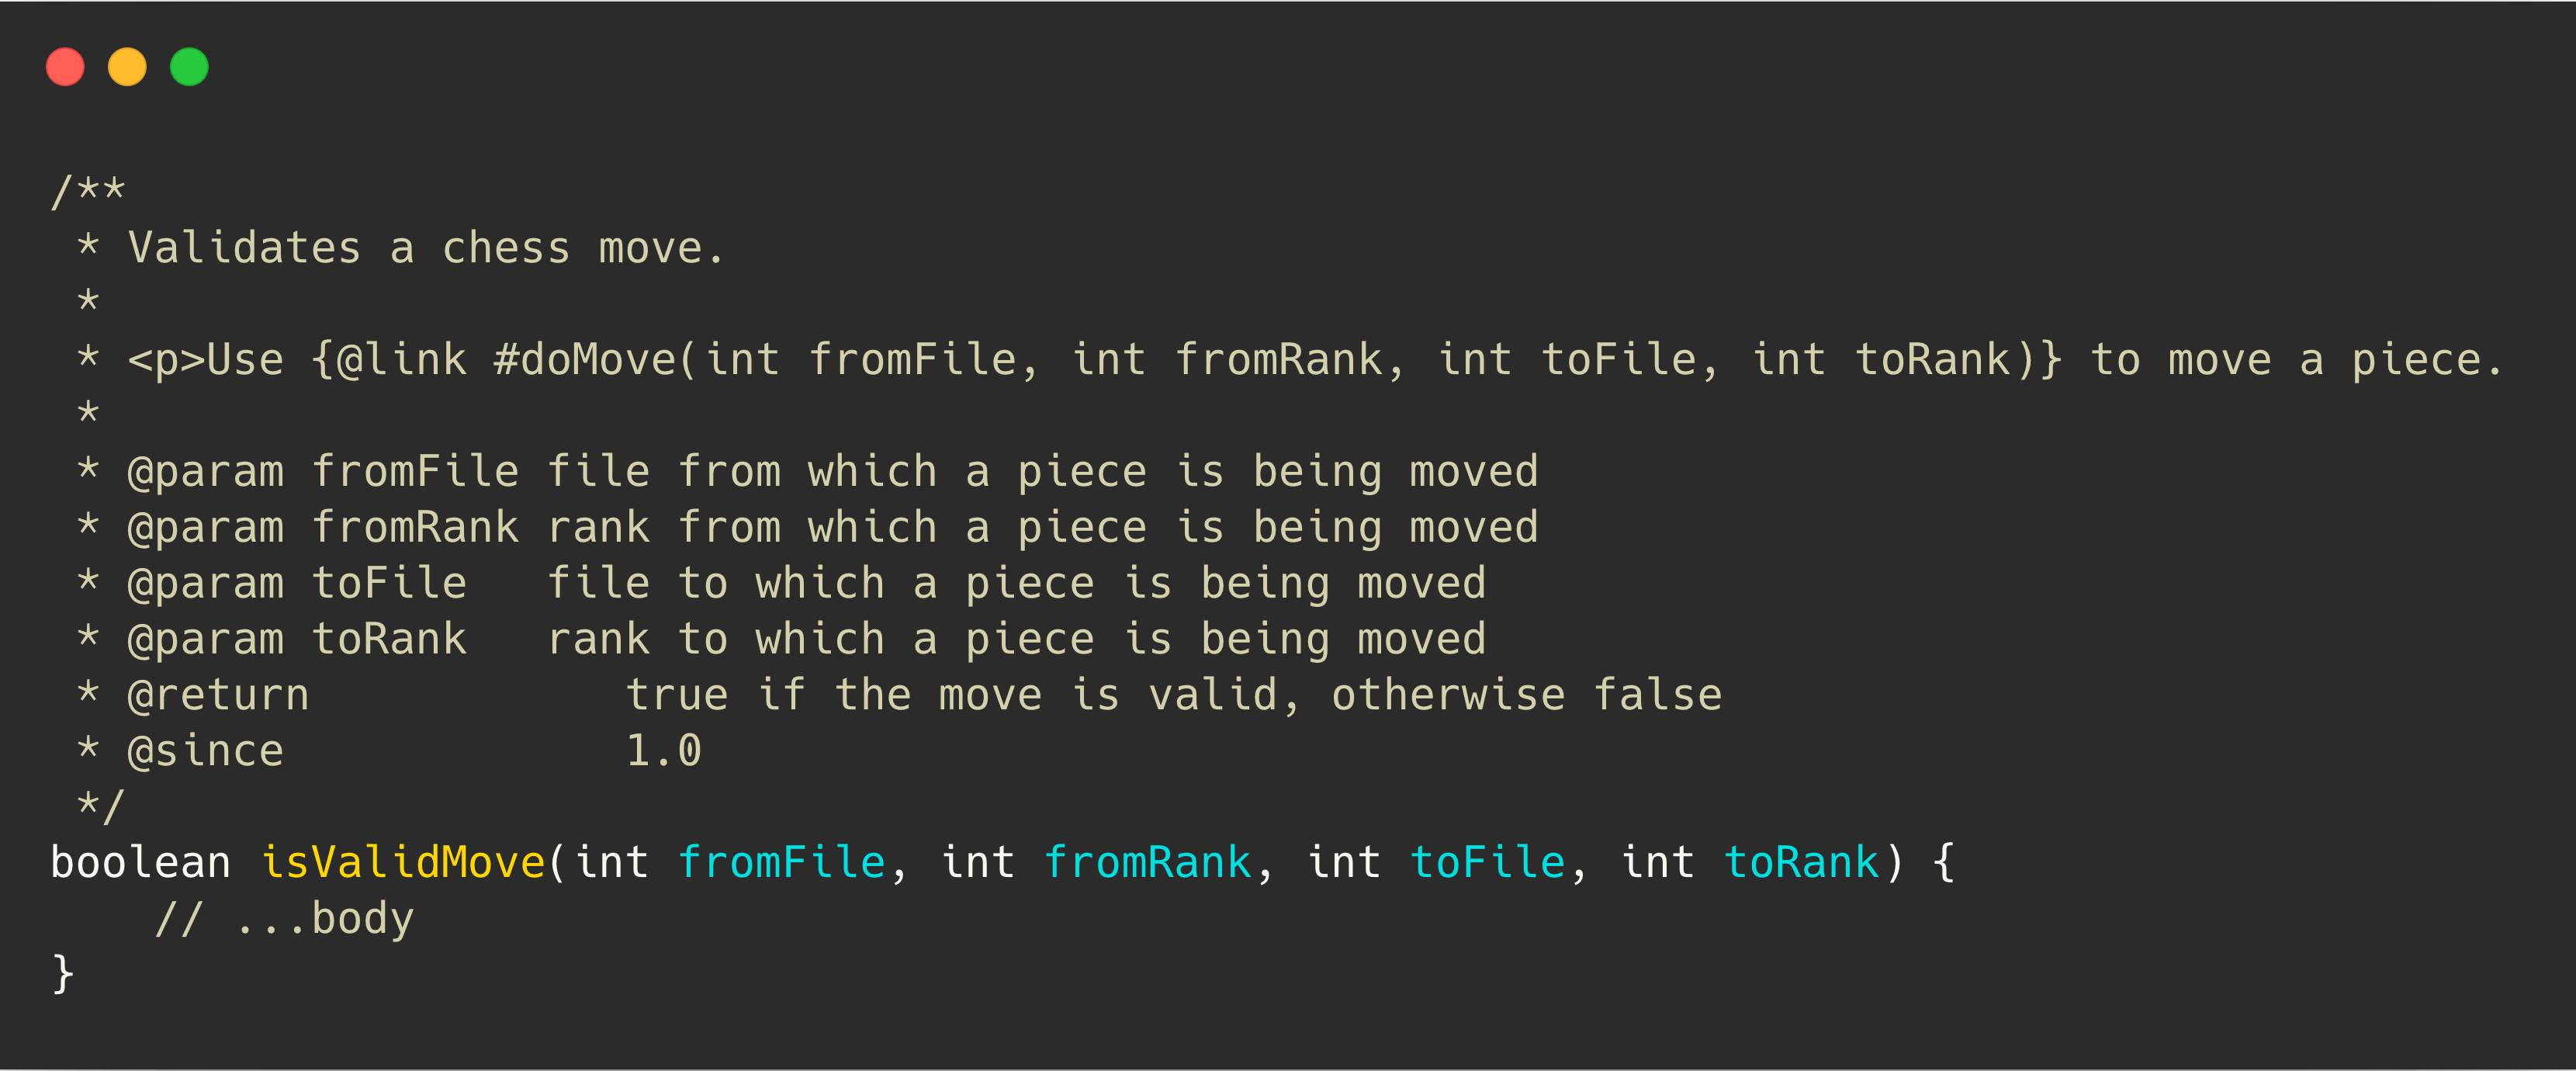 /**
 * Validates a chess move.
 *
 * <p>Use {@link #doMove(int fromFile, int fromRank, int toFile, int toRank)} to move a piece.
 *
 * @param fromFile file from which a piece is being moved
 * @param fromRank rank from which a piece is being moved
 * @param toFile   file to which a piece is being moved
 * @param toRank   rank to which a piece is being moved
 * @return            true if the move is valid, otherwise false
 * @since             1.0
 */
boolean isValidMove(int fromFile, int fromRank, int toFile, int toRank) {
    // ...body
}